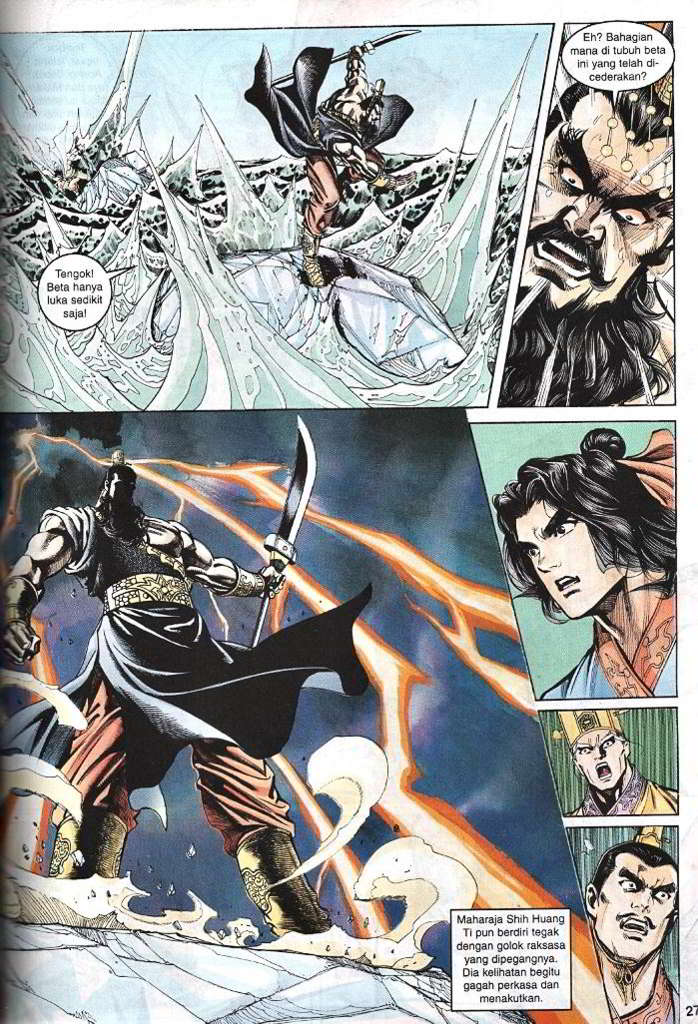 Tengok!
Beta hanya
luka sedikit
saja!
Eh? Bahagian
mana di tubuh beta
ini yang telah di-
cederakan?
Maharaja Shih Huang
Ti pun berdiri tegak
dengan golok raksasa
yang dipegangnya.
Dia kelihatan begitu
gagah perkasa dan
menakutkan.